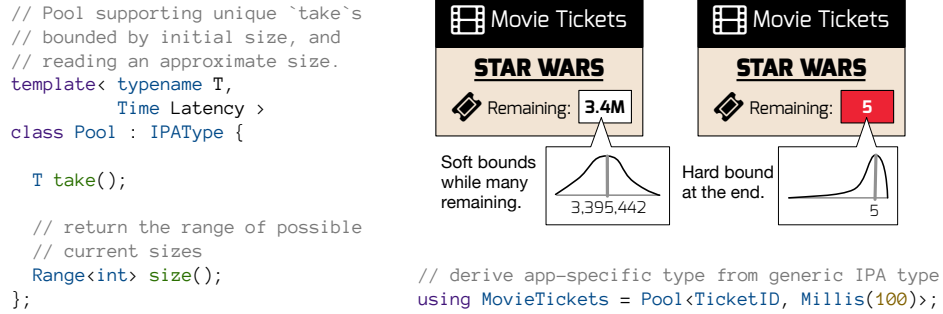 // Pool supporting unique `take`s
// bounded by initial size, and
// reading an approximate size.
template< typename T,
Time Latency >
class Pool : IPAType {
T take();
// return the range of possible
// current sizes
Range<int> size();
};
Movie Tickets
STAR WARS
Remaining: 3.4M
Soft bounds
while many
remaining.
3,395,442
Movie Tickets
STAR WARS
Remaining: 5
Hard bound
at the end.
5
// derive app-specific type from generic IPA type
using MovieTickets = Pool<TicketID, Millis(100)>;